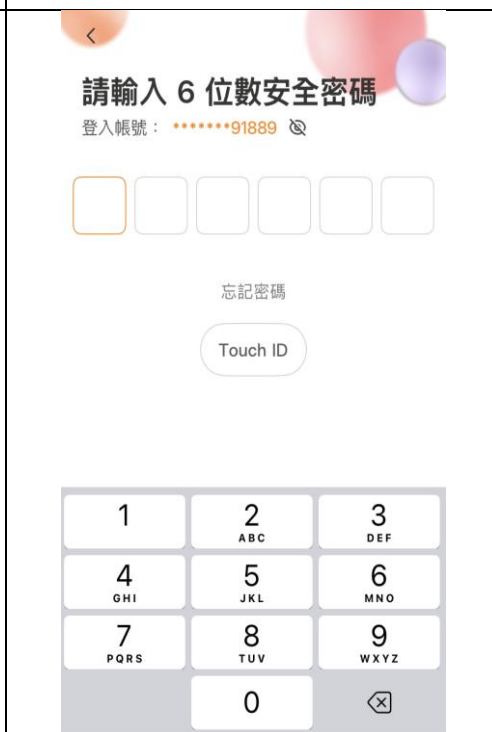 請輸入 6 位數安全密碼
登入帳號： *******91889
忘記密碼
Touch ID
1 2 3
ABC DEF
4 5 6
GHI JKL MNO
7 8 9
PQRS TUV WXYZ
0